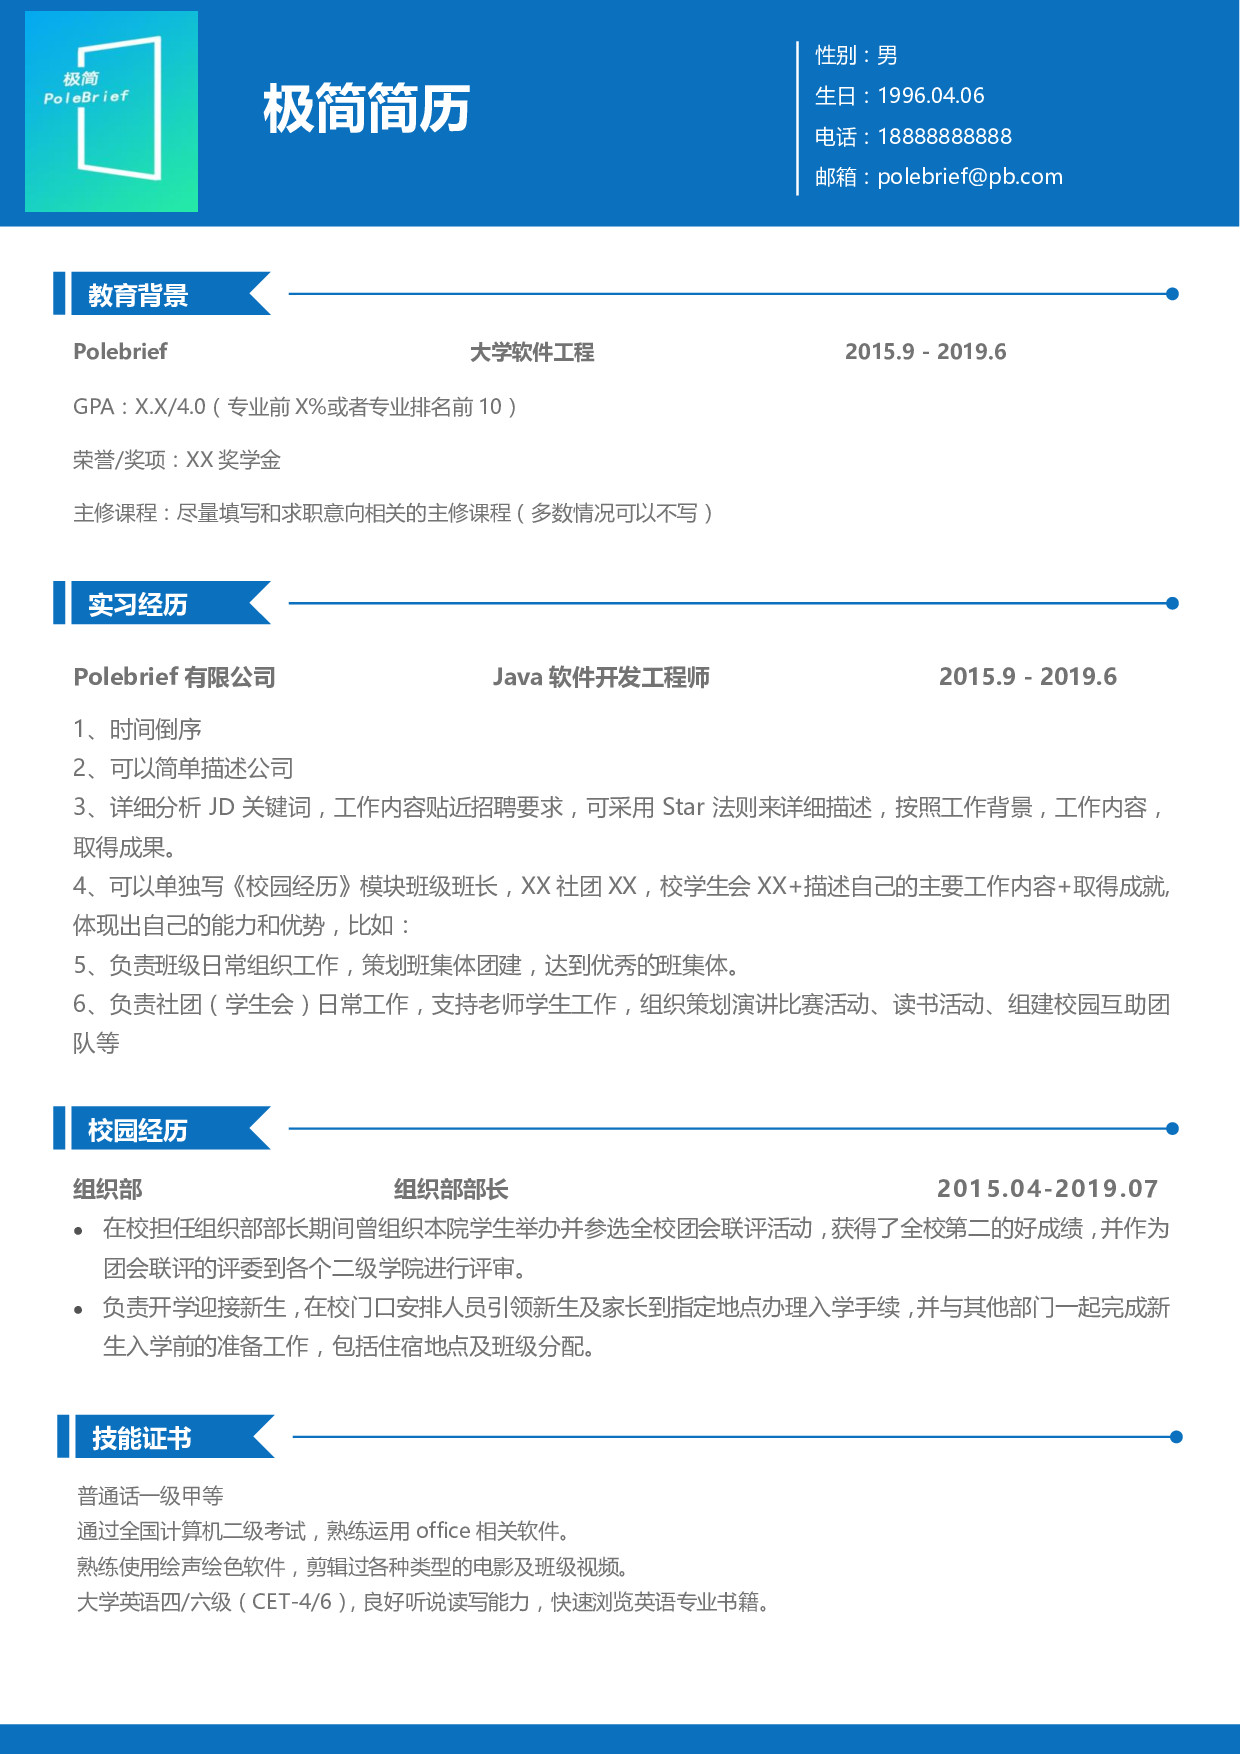 极简
PoleBrief
极简简历
性别：男
生日：1996.04.06
电话：18888888888
邮箱：polebrief@pb.com
教育背景
Polebrief 大学软件工程 2015.9 - 2019.6
GPA：X.X/4.0（专业前 X%或者专业排名前 10）
荣誉/奖项：XX 奖学金
主修课程：尽量填写和求职意向相关的主修课程（多数情况可以不写）
实习经历
Polebrief 有限公司 Java 软件开发工程师 2015.9 - 2019.6
1、时间倒序
2、可以简单描述公司
3、详细分析 JD 关键词，工作内容贴近招聘要求，可采用 Star 法则来详细描述，按照工作背景，工作内容，
取得成果。
4、可以单独写《校园经历》模块班级班长，XX 社团 XX，校学生会 XX+描述自己的主要工作内容+取得成就,
体现出自己的能力和优势，比如：
5、负责班级日常组织工作，策划班集体团建，达到优秀的班集体。
6、负责社团（学生会）日常工作，支持老师学生工作，组织策划演讲比赛活动、读书活动、组建校园互助团
队等
校园经历
组织部 组织部部长 2015.04-2019.07
● 在校担任组织部部长期间曾组织本院学生举办并参选全校团会联评活动，获得了全校第二的好成绩，并作为
团会联评的评委到各个二级学院进行评审。
● 负责开学迎接新生，在校门口安排人员引领新生及家长到指定地点办理入学手续，并与其他部门一起完成新
生入学前的准备工作，包括住宿地点及班级分配。
技能证书
普通话一级甲等
通过全国计算机二级考试，熟练运用 office 相关软件。
熟练使用绘声绘色软件，剪辑过各种类型的电影及班级视频。
大学英语四/六级（CET-4/6），良好听说读写能力，快速浏览英语专业书籍。